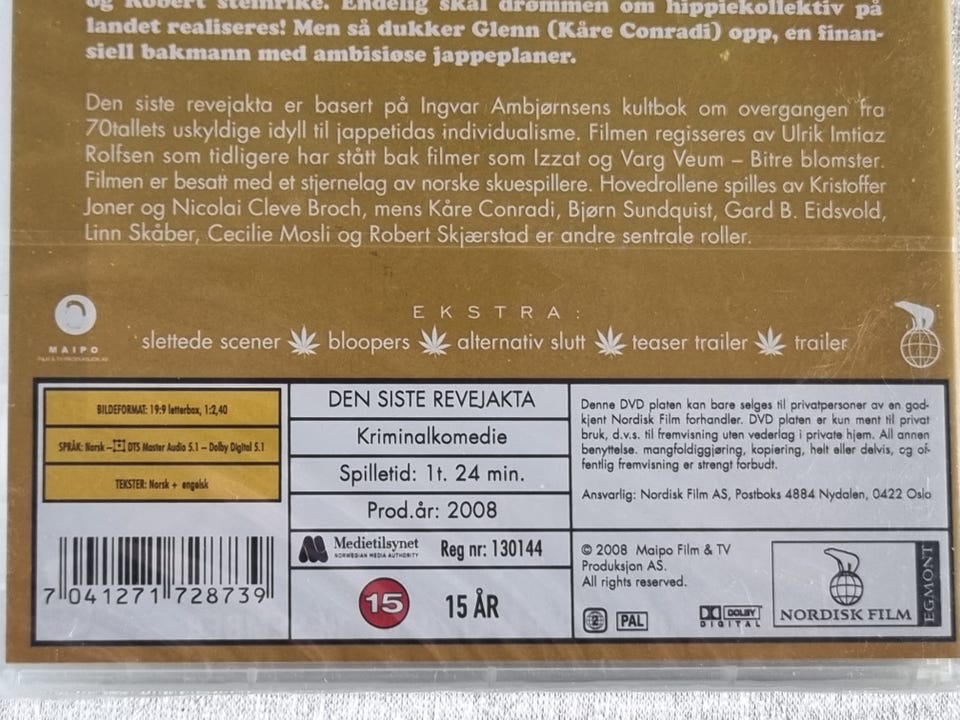 og Robert steinrike. Endelig skal drømmen om hippiekollektiv på
landet realiseres! Men så dukker Glenn (Kåre Conradi) opp, en finan-
siell bakmann med ambisiøse jappeplaner.
Den siste revejakta er basert på Ingvar Ambjørnsens kultbok om overgangen fra
70tallets uskyldige idyll til jappetidas individualisme. Filmen regisseres av Ulrik Imtiaz
Rolfsen som tidligere har stått bak filmer som Izzat og Varg Veum – Bitre blomster.
Filmen er besatt med et stjernelag av norske skuespillere. Hovedrollene spilles av Kristoffer
Joner og Nicolai Cleve Broch, mens Kåre Conradi, Bjørn Sundquist, Gard B. Eidsvold,
Linn Skåber, Cecilie Mosli og Robert Skjærstad er andre sentrale roller.
EKSTRA:
slettede scener bloopers alternativ slutt teaser trailer trailer
MAIPO
BILDEFORMAT: 19:9 letterbox, 1:2,40
SPRÅK: Norsk – DTS Master Audio 5.1 – Dolby Digital 5.1
TEKSTER: Norsk + engelsk
7 041271 728739
DEN SISTE REVEJAKTA
Kriminalkomedie
Spilletid: 1t. 24 min.
Prod.år: 2008
Medietilsynet
NORWEGIAN MEDIA AUTHORITY
Reg nr: 130144
15
15 ÅR
Denne DVD platen kan bare selges til privatpersoner av en god-
kjent Nordisk Film forhandler. DVD platen er kun ment til privat
bruk, d.v.s. til fremvisning uten vederlag i private hjem. All annen
benyttelse. mangfoldiggjøring, kopiering, helt eller delvis, og of-
fentlig fremvisning er strengt forbudt.
Ansvarlig: Nordisk Film AS, Postboks 4884 Nydalen, 0422 Oslo
© 2008 Maipo Film & TV
Produksjon AS.
All rights reserved.
2
PAL
DOLBY
DIGITAL
NORDISK FILM
EGMONT